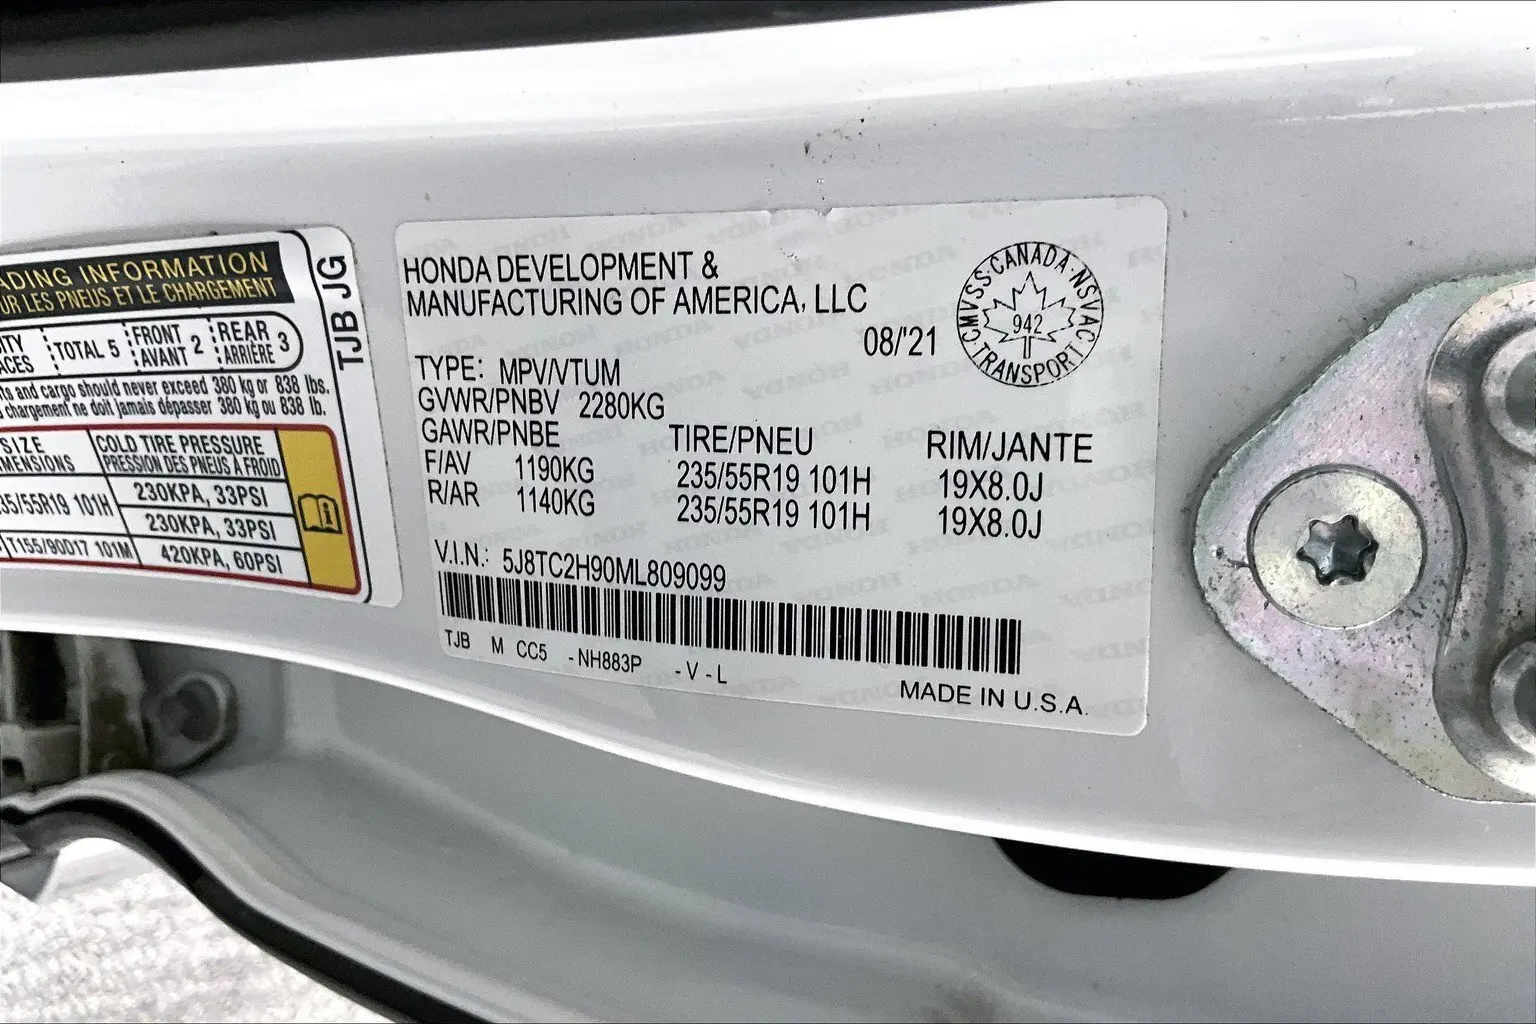 ADING INFORMATION
UR LES PNEUS ET LE CHARGEMENT
TJB JG
TOTAL 5
FRONT
AVANT 2
REAR
ARRIÈRE 3
and cargo should never exceed 380 kg or 838 lbs.
chargement ne doit jamais dépasser 380 kg ou 838 lb.
SIZE
COLD TIRE PRESSURE
PRESSION DES PNEUS À FROID
35/55R19 101H
230KPA, 33PSI
230KPA, 33PSI
T155/90D17 101M
420KPA, 60PSI
HONDA DEVELOPMENT &
MANUFACTURING OF AMERICA, LLC
08/'21
CMVSS·CANADA·NSVAC·TRANSPORT·
942
TYPE: MPV/VTUM
GVWR/PNBV 2280KG
GAWR/PNBE TIRE/PNEU RIM/JANTE
F/AV 1190KG 235/55R19 101H 19X8.0J
R/AR 1140KG 235/55R19 101H 19X8.0J
V.I.N.: 5J8TC2H90ML809099
TJB M CC5 -NH883P -V-L
MADE IN U.S.A.